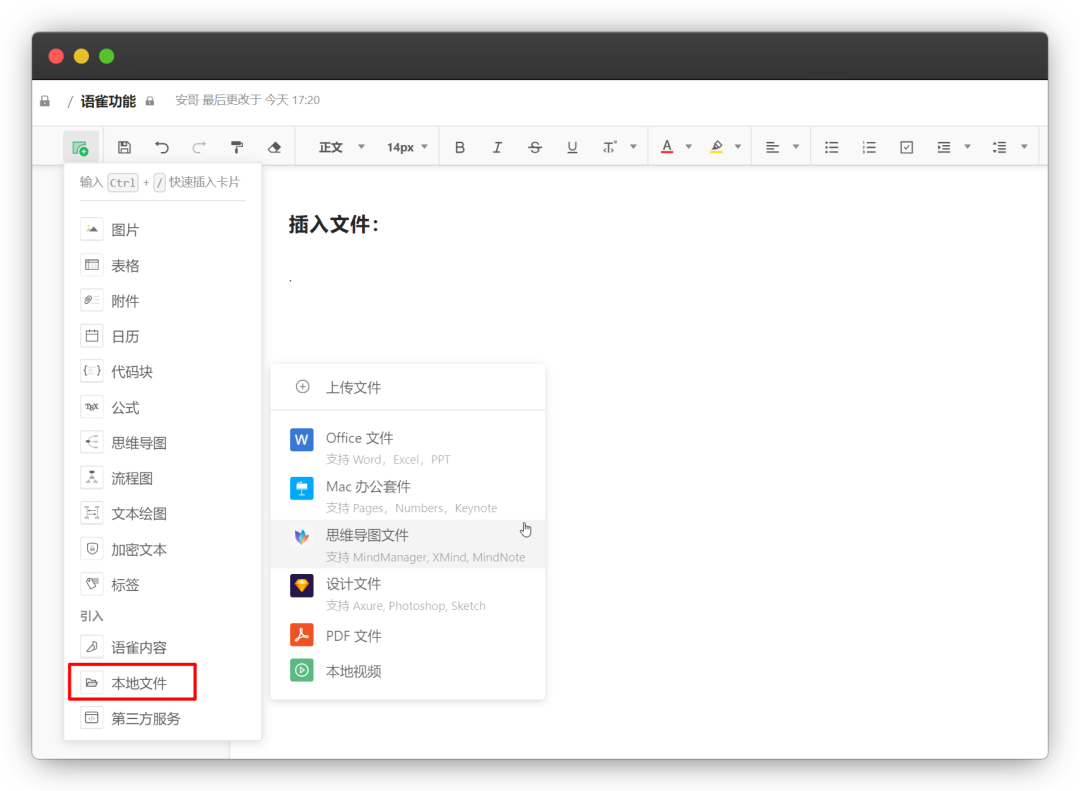 / 语雀功能 安哥 最后更改于 今天 17:20
正文 14px B I S U T A
输入 Ctrl + / 快速插入卡片
图片
表格
附件
日历
代码块
TEX 公式
思维导图
流程图
文本绘图
加密文本
标签
引入
语雀内容
本地文件
第三方服务
插入文件：
.
上传文件
W Office 文件
支持 Word，Excel，PPT
Mac 办公套件
支持 Pages，Numbers，Keynote
思维导图文件
支持 MindManager, XMind, MindNote
设计文件
支持 Axure, Photoshop, Sketch
PDF 文件
本地视频